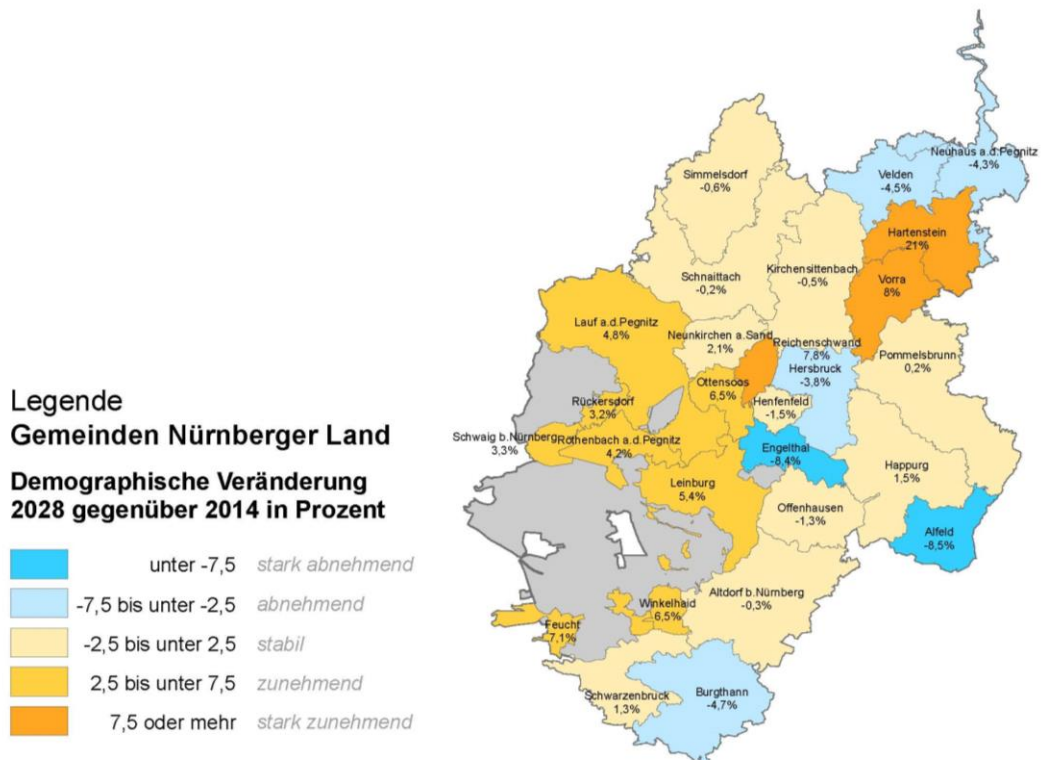 Neuhaus a.d.Pegnitz
-4,3%
Simmelsdorf
-0,6%
Velden
-4,5%
Hartenstein
21%
Schnaittach
-0,2%
Kirchensittenbach
-0,5%
Vorra
8%
Lauf a.d.Pegnitz
4,8%
Neunkirchen a.Sand
2,1%
Reichenschwand
7,8%
Hersbruck
-3,8%
Pommelsbrunn
0,2%
Ottensoos
6,5%
Henfenfeld
-1,5%
Rückersdorf
3,2%
Schwaig b.Nürnberg
3,3%
Röthenbach a.d.Pegnitz
4,2%
Engelthal
-8,4%
Happurg
1,5%
Leinburg
5,4%
Offenhausen
-1,3%
Alfeld
-8,5%
Altdorf b.Nürnberg
-0,3%
Winkelhaid
6,5%
Feucht
7,1%
Schwarzenbruck
1,3%
Burgthann
-4,7%
Legende
Gemeinden Nürnberger Land
Demographische Veränderung
2028 gegenüber 2014 in Prozent
unter -7,5 stark abnehmend
-7,5 bis unter -2,5 abnehmend
-2,5 bis unter 2,5 stabil
2,5 bis unter 7,5 zunehmend
7,5 oder mehr stark zunehmend